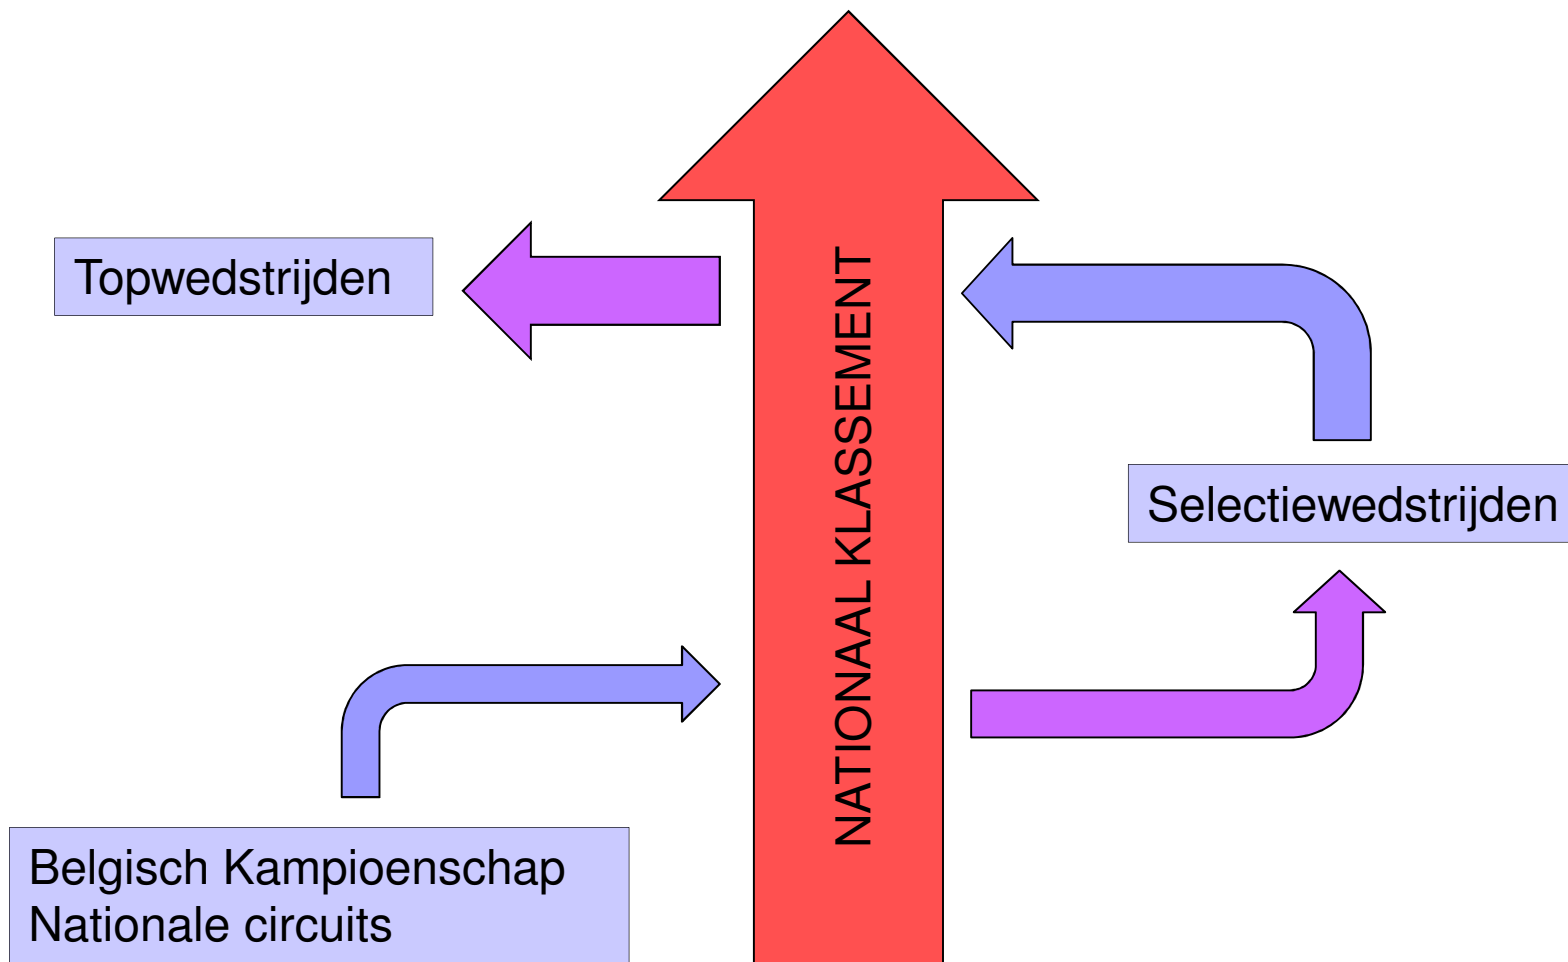 Topwedstrijden
NATIONAAL KLASSEMENT
Selectiewedstrijden
Belgisch Kampioenschap
Nationale circuits